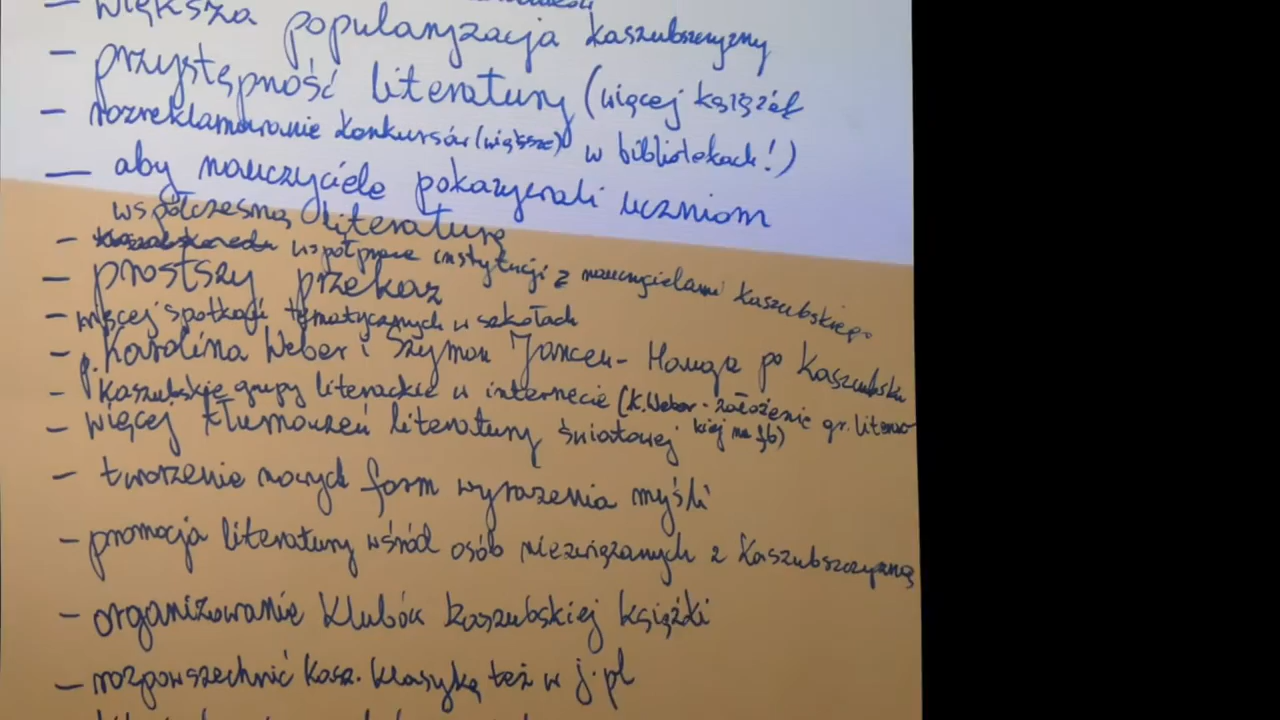 - większa popularyzacja kaszubszczyzny
- przystępność literatury (więcej książek
- rozreklamowanie konkursów (większe) w bibliotekach!)
- aby nauczyciele pokazywali uczniom
współczesną literaturę
- współpraca instytucji z nauczycielami kaszubskiego
- prostszy przekaz
- więcej spotkań tematycznych w szkołach
- p. Karolina Weber i Szymon Jancen- Mówią po Kaszubsku
- Kaszubskie grupy literackie w internecie (K.Weber - założenie gr. literac
kiej na fb)
- więcej tłumaczeń literatury światowej
- tworzenie nowych form wyrażenia myśli
- promocja literatury wśród osób niezwiązanych z kaszubszczyzną
- organizowanie klubów kaszubskiej książki
- rozpowszechnić kasz. klasykę też w j. pl